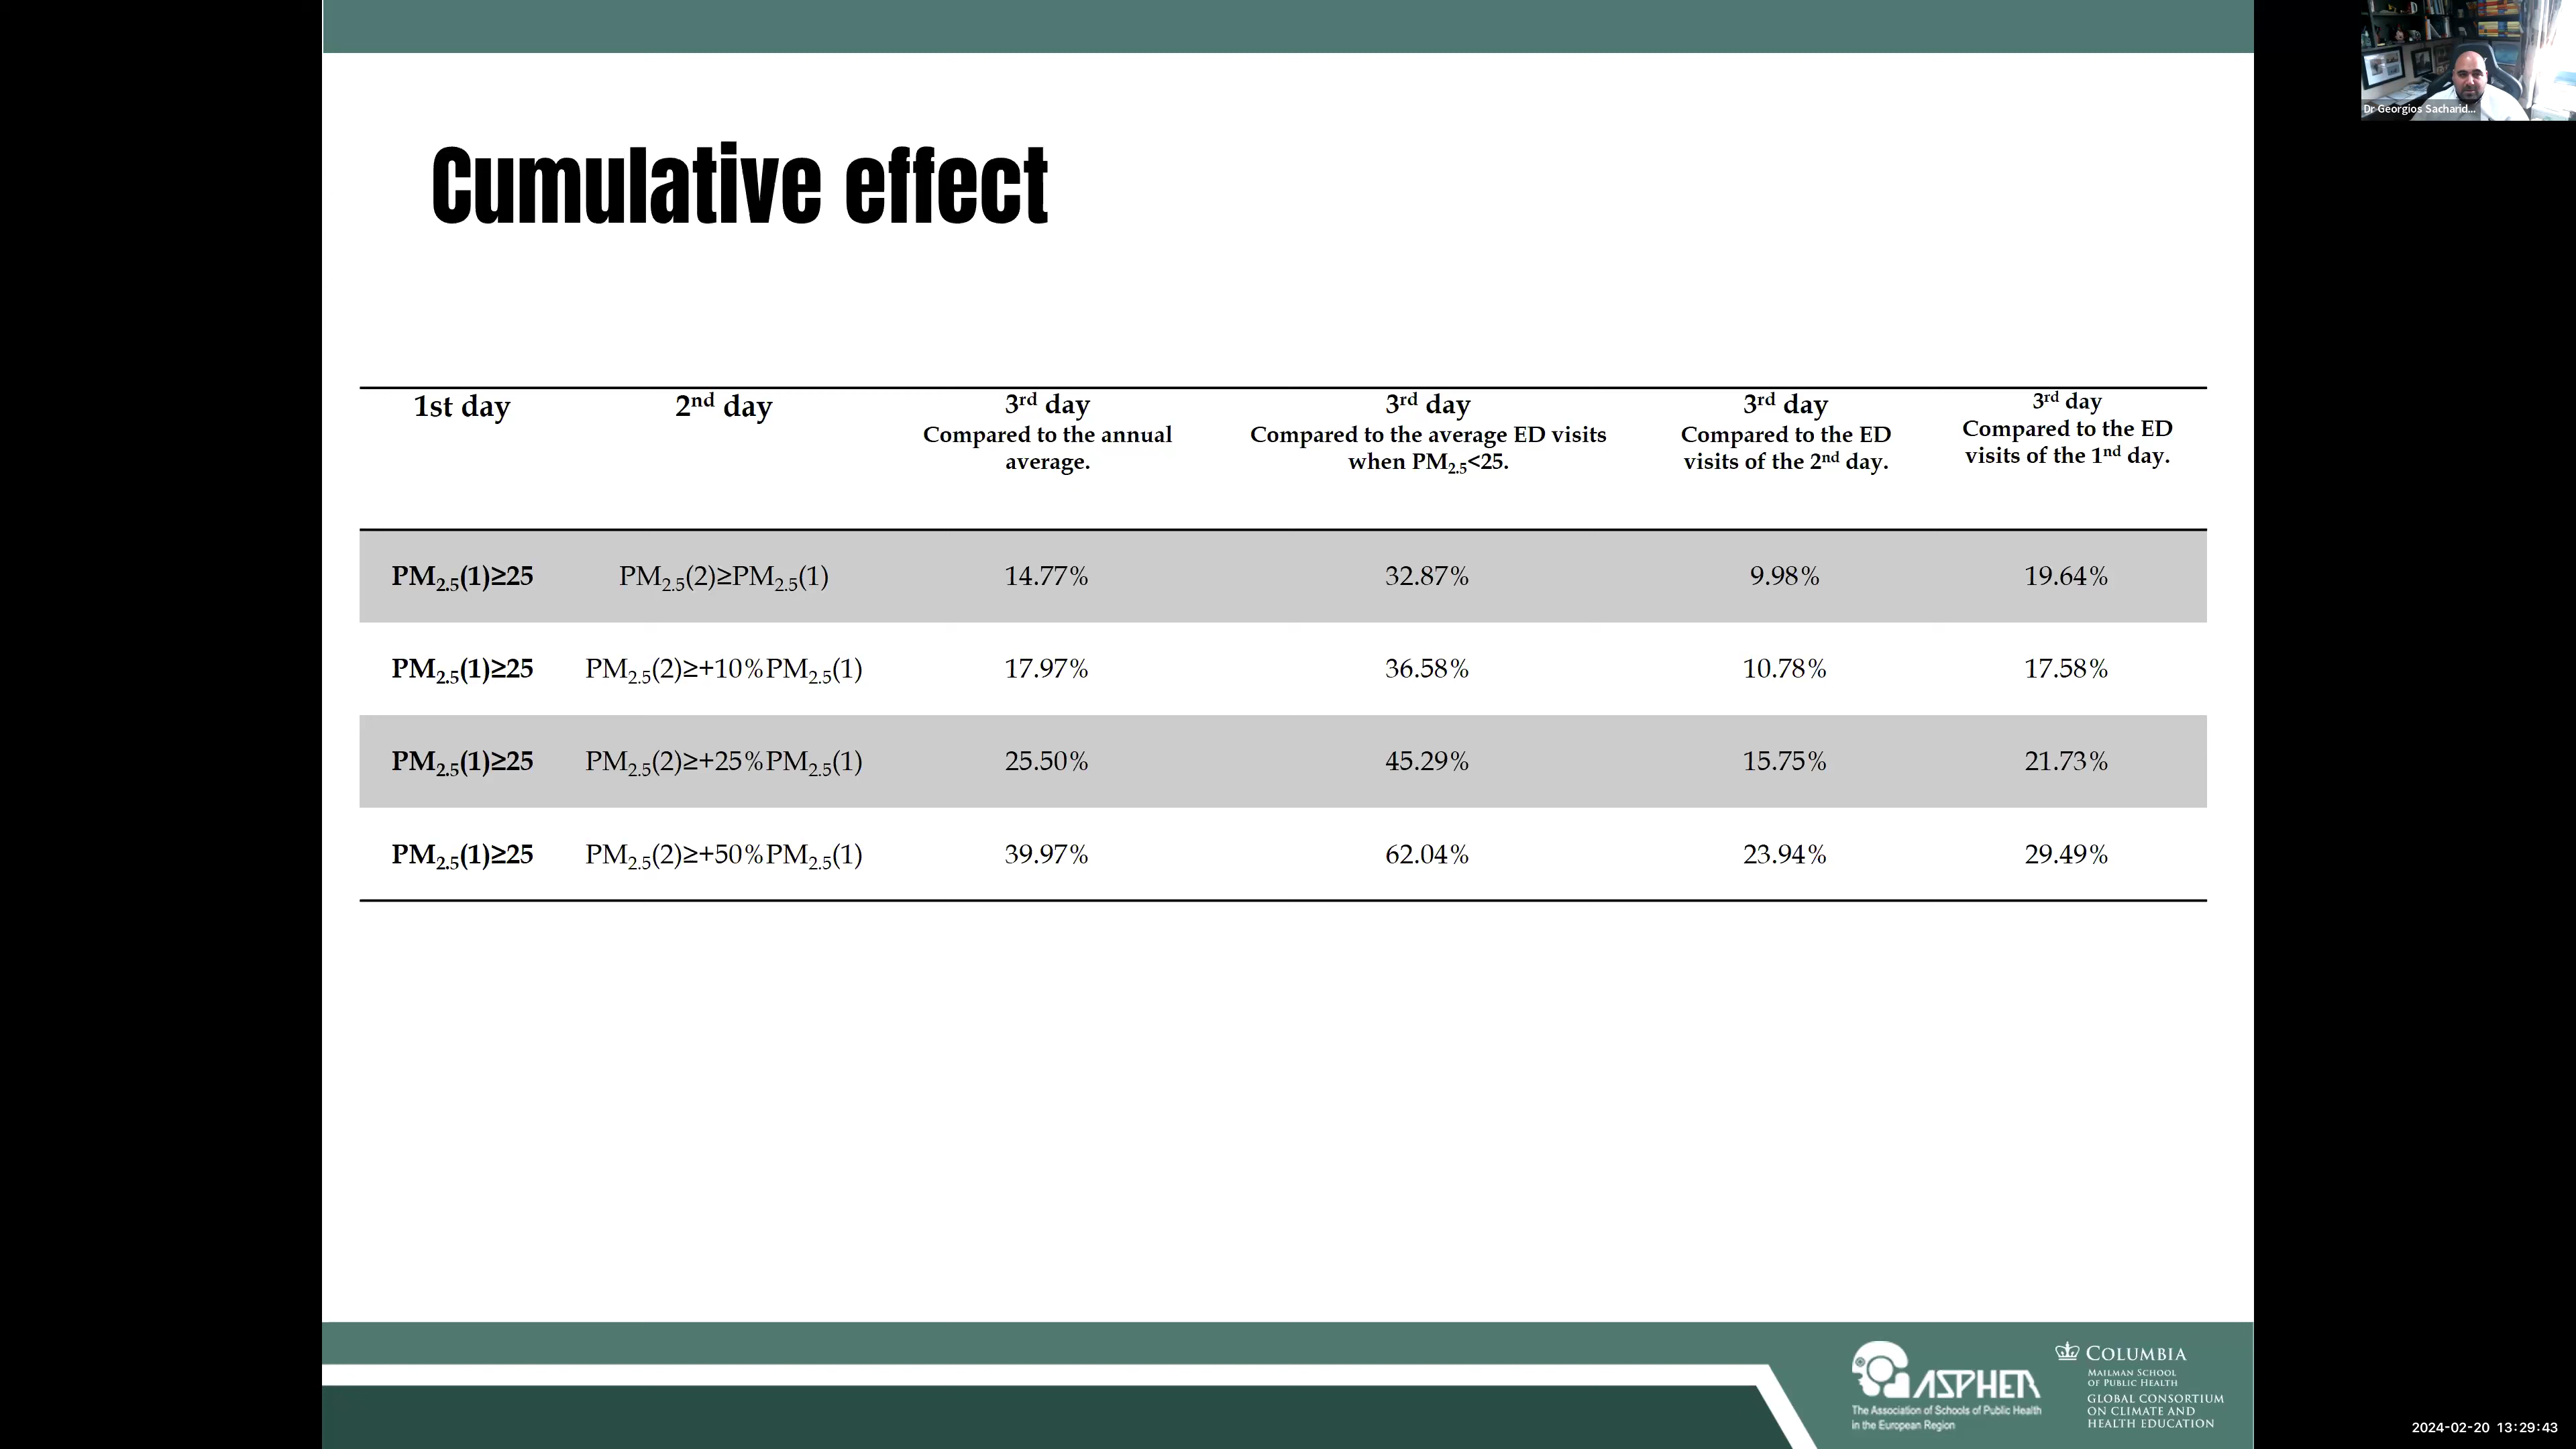 Dr Georgios Sacharid...
Cumulative effect
1st day 2nd day 3rd day 3rd day 3rd day 3rd day
Compared to the annual average. Compared to the average ED visits when PM2.5<25. Compared to the ED visits of the 2nd day. Compared to the ED visits of the 1nd day.
PM2.5(1)≥25 PM2.5(2)≥PM2.5(1) 14.77% 32.87% 9.98% 19.64%
PM2.5(1)≥25 PM2.5(2)≥+10%PM2.5(1) 17.97% 36.58% 10.78% 17.58%
PM2.5(1)≥25 PM2.5(2)≥+25%PM2.5(1) 25.50% 45.29% 15.75% 21.73%
PM2.5(1)≥25 PM2.5(2)≥+50%PM2.5(1) 39.97% 62.04% 23.94% 29.49%
ASPHER
The Association of Schools of Public Health
in the European Region
COLUMBIA
MAILMAN SCHOOL
OF PUBLIC HEALTH
GLOBAL CONSORTIUM
ON CLIMATE AND
HEALTH EDUCATION
2024-02-20 13:29:43